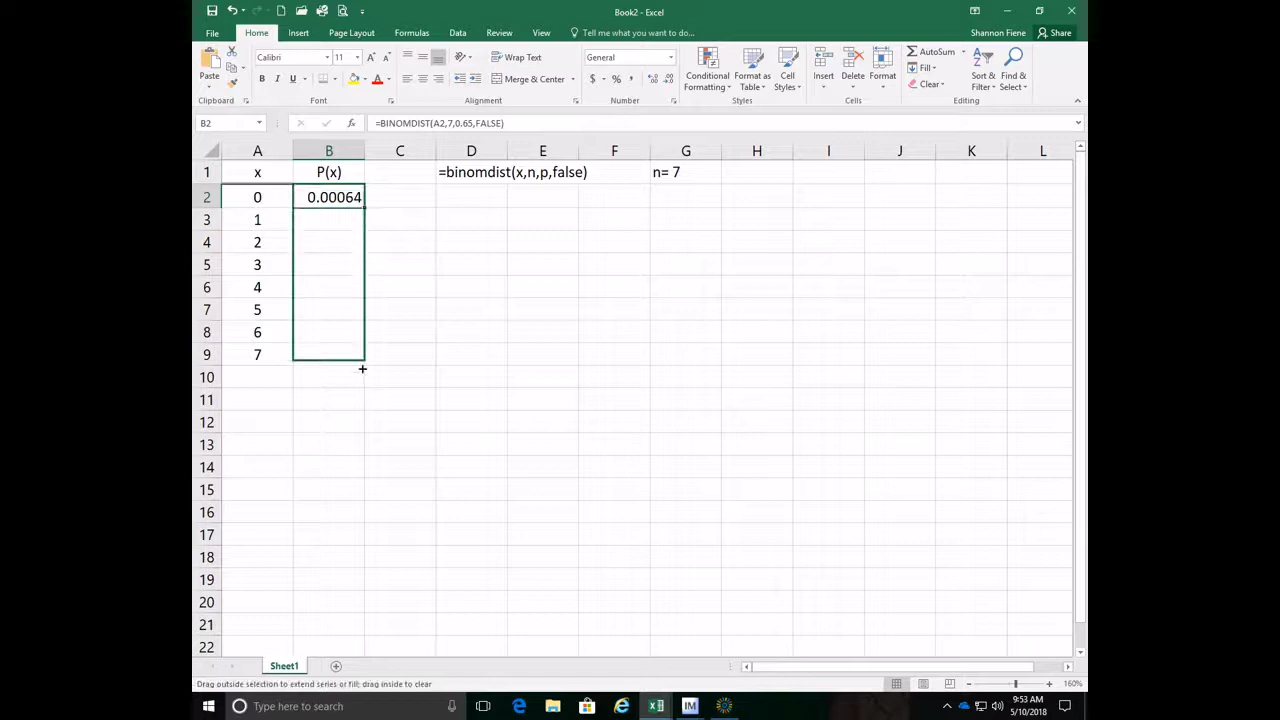 Book2 - Excel
File Home Insert Page Layout Formulas Data Review View Tell me what you want to do... Shannon Fiene Share
Paste Calibri 11 Wrap Text General Conditional Format as Cell Insert Delete Format AutoSum Sort & Find &
B I U A Merge & Center $ % Formatting Table Styles Fill Clear Filter Select
Clipboard Font Alignment Number Styles Cells Editing
B2 fx =BINOMDIST(A2,7,0.65,FALSE)
A B C D E F G H I J K L
1 x P(x) =binomdist(x,n,p,false) n= 7
2 0 0.00064
3 1
4 2
5 3
6 4
7 5
8 6
9 7
10
11
12
13
14
15
16
17
18
19
20
21
22
Sheet1
Drag outside selection to extend series or fill; drag inside to clear 160%
Type here to search IM 9:53 AM
5/10/2018